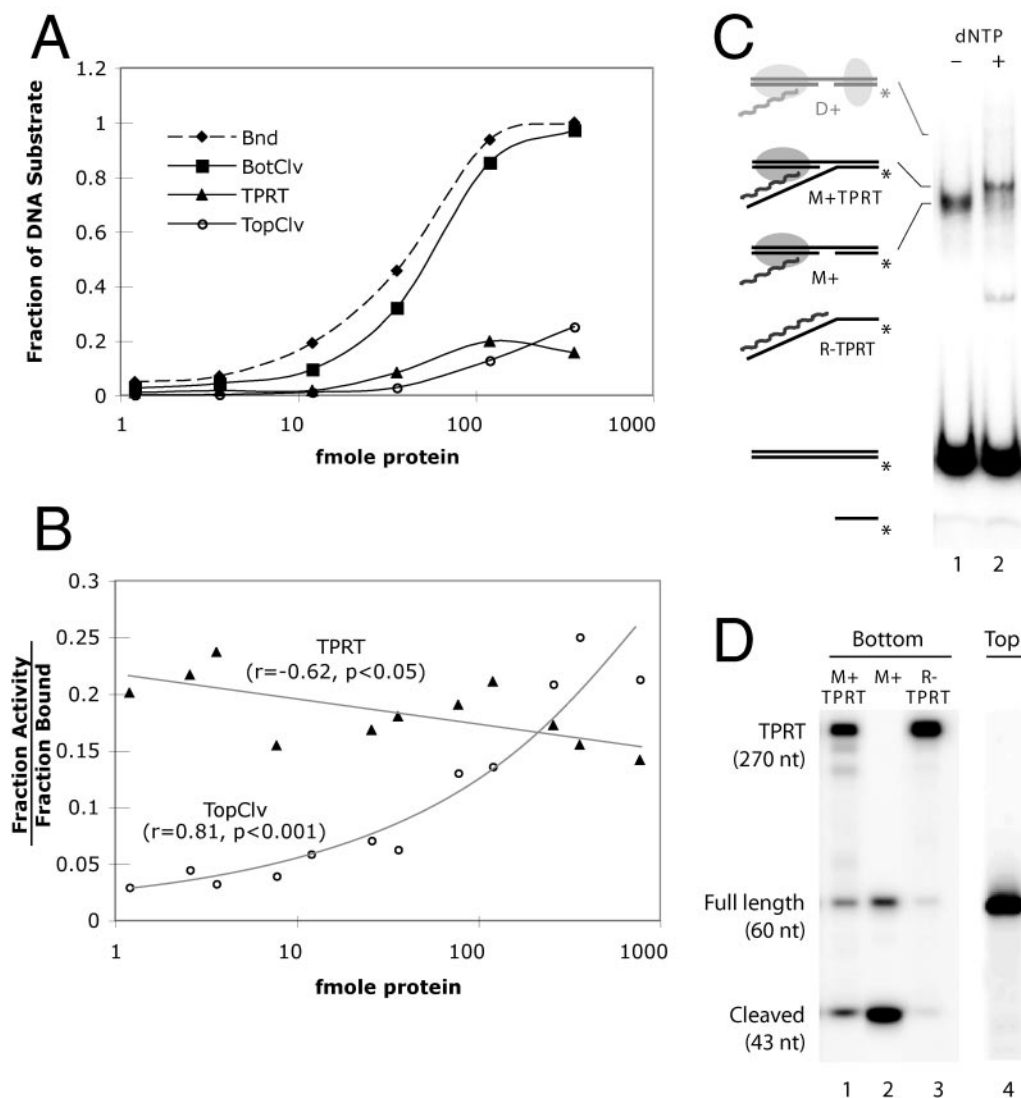 A
Fraction of DNA Substrate
1.2
1
0.8
0.6
0.4
0.2
0
Bnd
BotClv
TPRT
TopClv
1 10 100 1000
fmole protein
B
Fraction Activity
Fraction Bound
0.3
0.25
0.2
0.15
0.1
0.05
0
TPRT
(r=-0.62, p<0.05)
TopClv
(r=0.81, p<0.001)
1 10 100 1000
fmole protein
C
dNTP
− +
D+
*
M+TPRT
*
M+
*
R-TPRT
*
*
*
1 2
D
Bottom Top
M+ M+ R-
TPRT TPRT
TPRT
(270 nt)
Full length
(60 nt)
Cleaved
(43 nt)
1 2 3 4